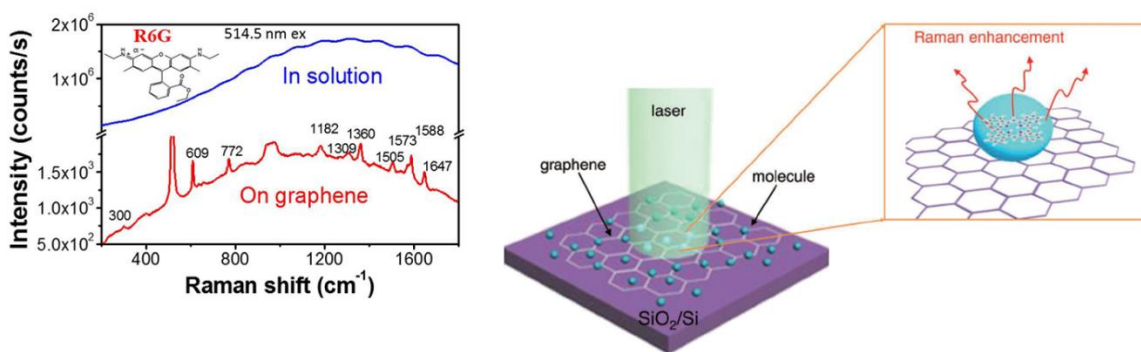 R6G
514.5 nm ex
Cl⁻
H
N⁺
O
H
N
O
O
In solution
2x10⁶
1x10⁶
1.5x10³
1.0x10³
5.0x10²
Intensity (counts/s)
1182
1360
1573
1588
609
772
1309
1505
1647
300
On graphene
400
800
1200
1600
Raman shift (cm⁻¹)
laser
graphene
molecule
SiO₂/Si
Raman enhancement